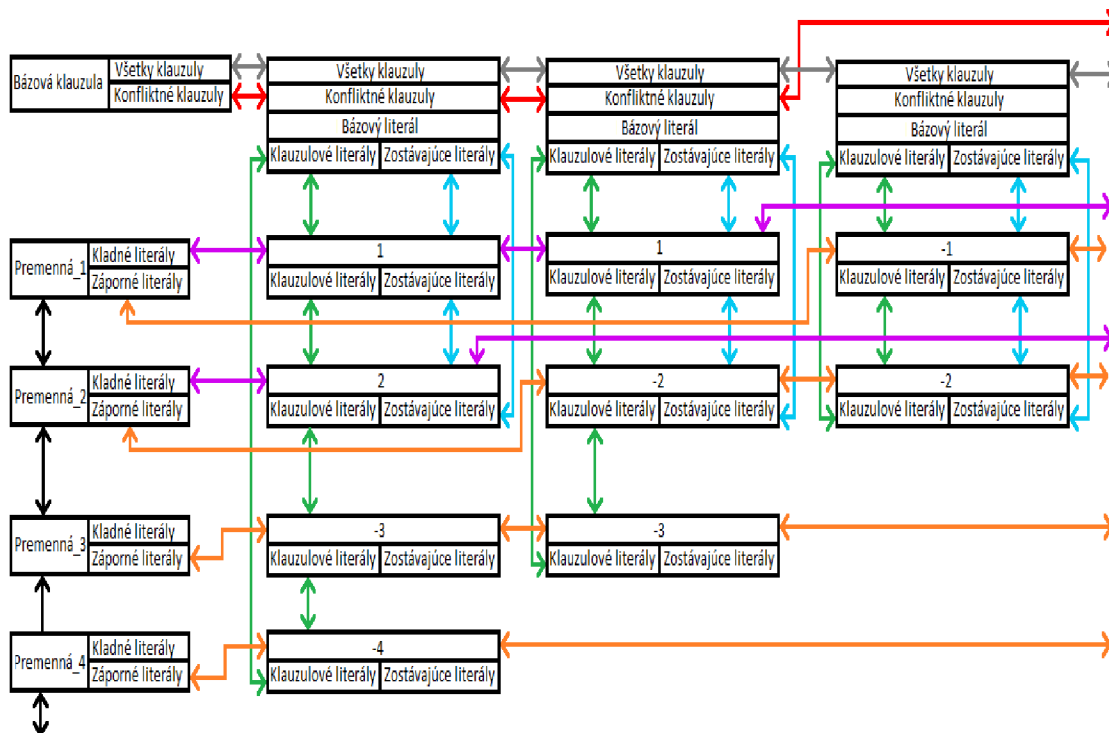 Bázová klauzula
Všetky klauzuly
Konfliktné klauzuly
Všetky klauzuly
Konfliktné klauzuly
Bázový literál
Klauzulové literály
Zostávajúce literály
Všetky klauzuly
Konfliktné klauzuly
Bázový literál
Klauzulové literály
Zostávajúce literály
Všetky klauzuly
Konfliktné klauzuly
Bázový literál
Klauzulové literály
Zostávajúce literály
Premenná_1
Kladné literály
Záporné literály
1
Klauzulové literály
Zostávajúce literály
1
Klauzulové literály
Zostávajúce literály
-1
Klauzulové literály
Zostávajúce literály
Premenná_2
Kladné literály
Záporné literály
2
Klauzulové literály
Zostávajúce literály
-2
Klauzulové literály
Zostávajúce literály
-2
Klauzulové literály
Zostávajúce literály
Premenná_3
Kladné literály
Záporné literály
-3
Klauzulové literály
Zostávajúce literály
-3
Klauzulové literály
Zostávajúce literály
Premenná_4
Kladné literály
Záporné literály
-4
Klauzulové literály
Zostávajúce literály